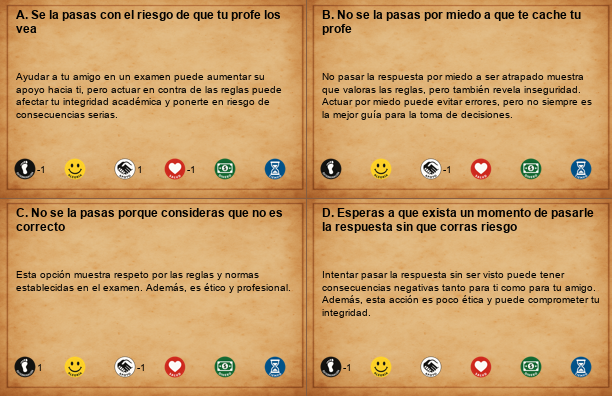 A. Se la pasas con el riesgo de que tu profe los
vea
Ayudar a tu amigo en un examen puede aumentar su
apoyo hacia ti, pero actuar en contra de las reglas puede
afectar tu integridad académica y ponerte en riesgo de
consecuencias serias.
-1 1 -1
B. No se la pasas por miedo a que te cache tu
profe
No pasar la respuesta por miedo a ser atrapado muestra
que valoras las reglas, pero también revela inseguridad.
Actuar por miedo puede evitar errores, pero no siempre es
la mejor guía para la toma de decisiones.
-1
C. No se la pasas porque consideras que no es
correcto
Esta opción muestra respeto por las reglas y normas
establecidas en el examen. Además, es ético y profesional.
1 -1
D. Esperas a que exista un momento de pasarle
la respuesta sin que corras riesgo
Intentar pasar la respuesta sin ser visto puede tener
consecuencias negativas tanto para ti como para tu amigo.
Además, esta acción es poco ética y puede comprometer tu
integridad.
-1